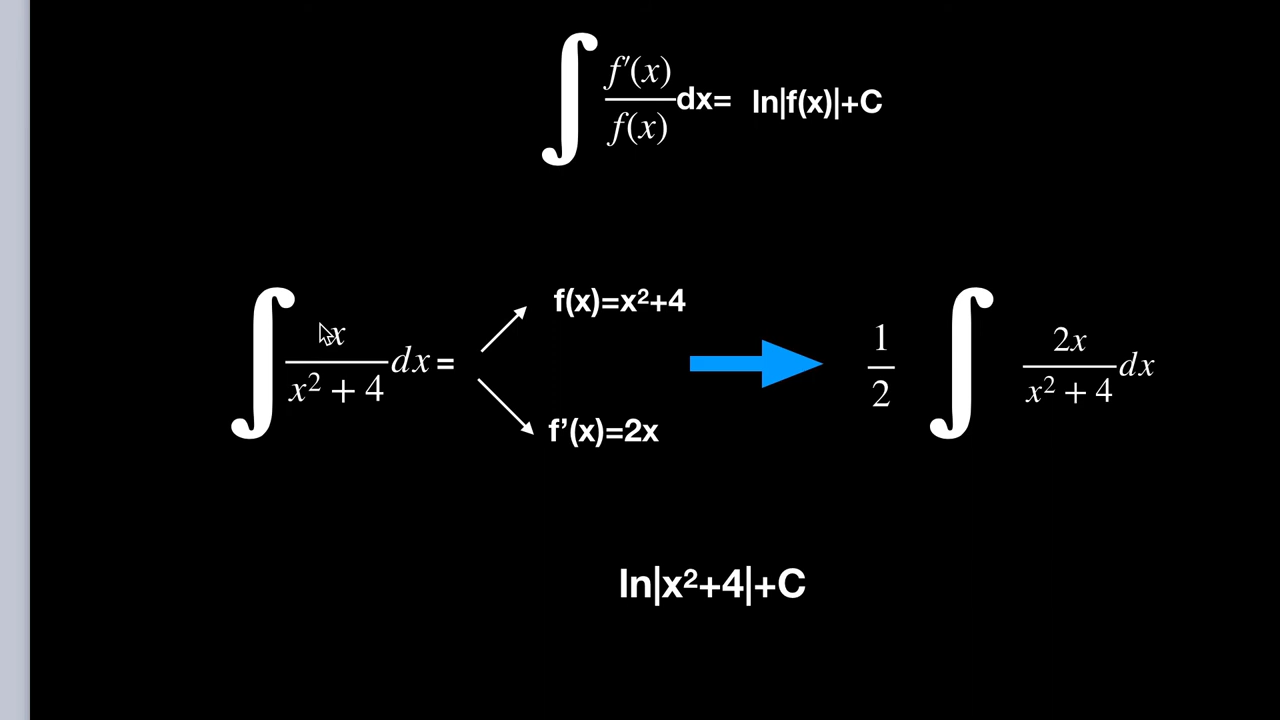 ∫ f′(x)/f(x) dx= ln|f(x)|+C
f(x)=x²+4
∫ x/(x² + 4) dx =
1/2 ∫ 2x/(x² + 4) dx
f’(x)=2x
ln|x²+4|+C